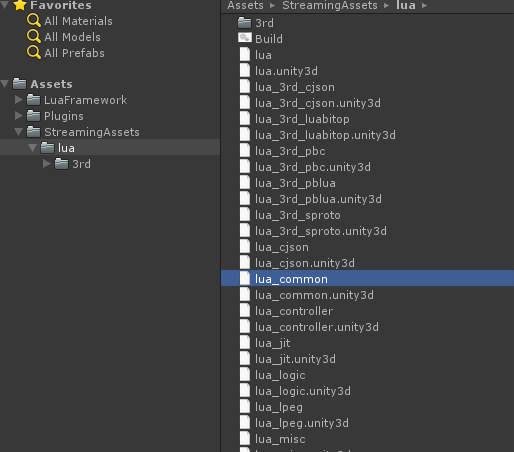 Favorites
All Materials
All Models
All Prefabs
Assets
LuaFramework
Plugins
StreamingAssets
lua
3rd
Assets StreamingAssets lua
3rd
Build
lua
lua.unity3d
lua_3rd_cjson
lua_3rd_cjson.unity3d
lua_3rd_luabitop
lua_3rd_luabitop.unity3d
lua_3rd_pbc
lua_3rd_pbc.unity3d
lua_3rd_pblua
lua_3rd_pblua.unity3d
lua_3rd_sproto
lua_3rd_sproto.unity3d
lua_cjson
lua_cjson.unity3d
lua_common
lua_common.unity3d
lua_controller
lua_controller.unity3d
lua_jit
lua_jit.unity3d
lua_logic
lua_logic.unity3d
lua_lpeg
lua_lpeg.unity3d
lua_misc